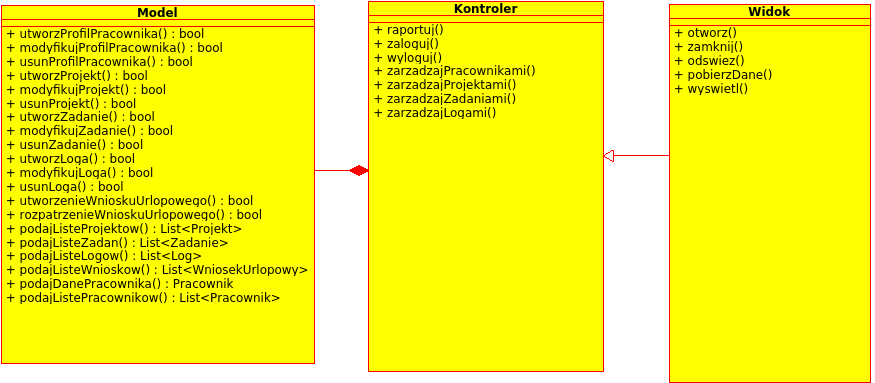 Model
+ utworzProfilPracownika() : bool
+ modyfikujProfilPracownika() : bool
+ usunProfilPracownika() : bool
+ utworzProjekt() : bool
+ modyfikujProjekt() : bool
+ usunProjekt() : bool
+ utworzZadanie() : bool
+ modyfikujZadanie() : bool
+ usunZadanie() : bool
+ utworzLoga() : bool
+ modyfikujLoga() : bool
+ usunLoga() : bool
+ utworzenieWnioskuUrlopowego() : bool
+ rozpatrzenieWnioskuUrlopowego() : bool
+ podajListeProjektow() : List<Projekt>
+ podajListeZadan() : List<Zadanie>
+ podajListeLogow() : List<Log>
+ podajListeWnioskow() : List<WniosekUrlopowy>
+ podajDanePracownika() : Pracownik
+ podajListePracownikow() : List<Pracownik>
Kontroler
+ raportuj()
+ zaloguj()
+ wyloguj()
+ zarzadzajPracownikami()
+ zarzadzajProjektami()
+ zarzadzajZadaniami()
+ zarzadzajLogami()
Widok
+ otworz()
+ zamknij()
+ odswiez()
+ pobierzDane()
+ wyswietl()